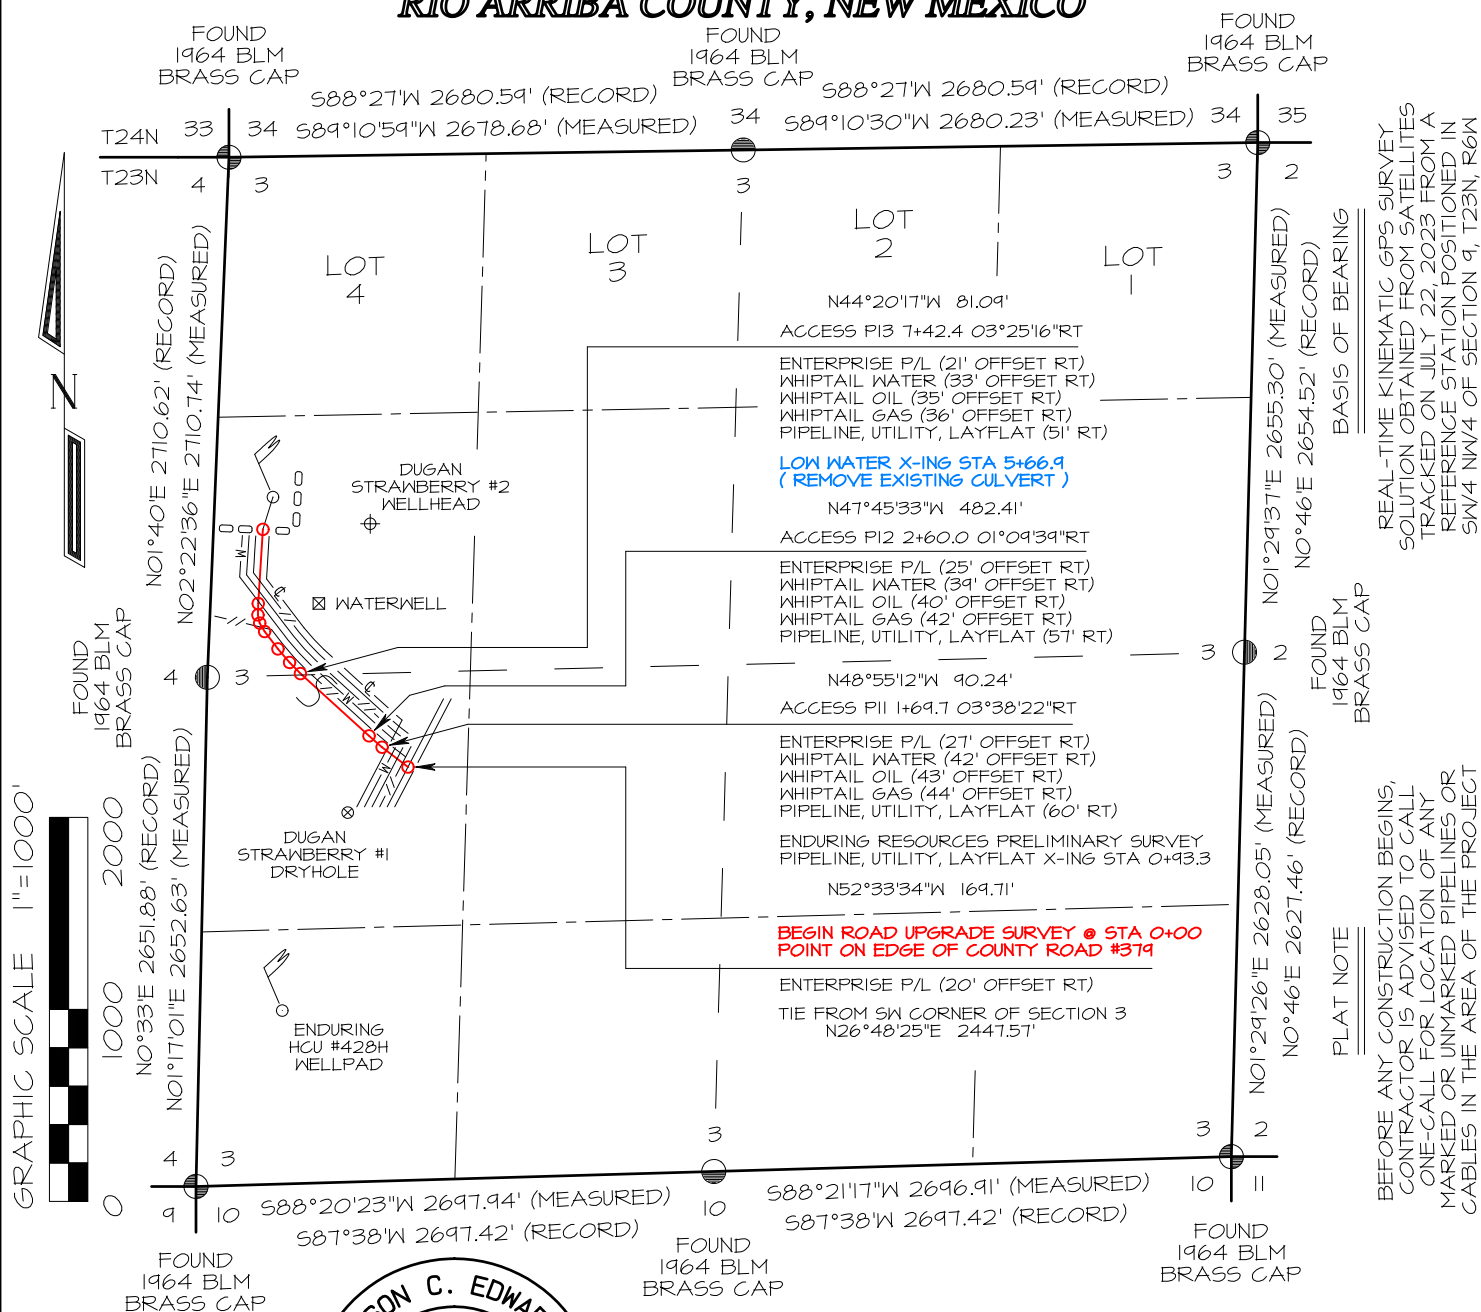 RIO ARRIBA COUNTY, NEW MEXICO
FOUND
1964 BLM
BRASS CAP
FOUND
1964 BLM
BRASS CAP
FOUND
1964 BLM
BRASS CAP
S88°27'W 2680.59' (RECORD)
S88°27'W 2680.59' (RECORD)
S89°10'59"W 2678.68' (MEASURED)
S89°10'30"W 2680.23' (MEASURED)
T24N 33 34
34
34 35
T23N 4 3
3
3 2
LOT
4
LOT
3
LOT
2
LOT
1
N
N01°40'E 2710.62' (RECORD)
N02°22'36"E 2710.74' (MEASURED)
N44°20'17"W 81.09'
ACCESS PI3 7+42.4 03°25'16"RT
ENTERPRISE P/L (21' OFFSET RT)
WHIPTAIL WATER (33' OFFSET RT)
WHIPTAIL OIL (35' OFFSET RT)
WHIPTAIL GAS (36' OFFSET RT)
PIPELINE, UTILITY, LAYFLAT (51' RT)
LOW WATER X-ING STA 5+66.9
( REMOVE EXISTING CULVERT )
N47°45'33"W 482.41'
ACCESS PI2 2+60.0 01°09'39"RT
ENTERPRISE P/L (25' OFFSET RT)
WHIPTAIL WATER (39' OFFSET RT)
WHIPTAIL OIL (40' OFFSET RT)
WHIPTAIL GAS (42' OFFSET RT)
PIPELINE, UTILITY, LAYFLAT (57' RT)
N48°55'12"W 90.24'
ACCESS PI1 1+69.7 03°38'22"RT
ENTERPRISE P/L (27' OFFSET RT)
WHIPTAIL WATER (42' OFFSET RT)
WHIPTAIL OIL (43' OFFSET RT)
WHIPTAIL GAS (44' OFFSET RT)
PIPELINE, UTILITY, LAYFLAT (60' RT)
ENDURING RESOURCES PRELIMINARY SURVEY
PIPELINE, UTILITY, LAYFLAT X-ING STA 0+93.3
N52°33'34"W 169.71'
BEGIN ROAD UPGRADE SURVEY @ STA 0+00
POINT ON EDGE OF COUNTY ROAD #379
ENTERPRISE P/L (20' OFFSET RT)
TIE FROM SW CORNER OF SECTION 3
N26°48'25"E 2447.57'
DUGAN
STRAWBERRY #2
WELLHEAD
WATERWELL
M
M
M
DUGAN
STRAWBERRY #1
DRYHOLE
ENDURING
HCU #428H
WELLPAD
FOUND
1964 BLM
BRASS CAP
4 3
3 2
FOUND
1964 BLM
BRASS CAP
N01°29'37"E 2655.30' (MEASURED)
N0°46'E 2654.52' (RECORD)
N01°29'26"E 2628.05' (MEASURED)
N0°46'E 2627.46' (RECORD)
N0°33'E 2651.88' (RECORD)
N01°17'01"E 2652.63' (MEASURED)
GRAPHIC SCALE 1"=1000'
0 1000 2000
BASIS OF BEARING
REAL-TIME KINEMATIC GPS SURVEY
SOLUTION OBTAINED FROM SATELLITES
TRACKED ON JULY 22, 2023 FROM A
REFERENCE STATION POSITIONED IN
SW/4 NW/4 OF SECTION 9, T23N, R6W
PLAT NOTE
BEFORE ANY CONSTRUCTION BEGINS,
CONTRACTOR IS ADVISED TO CALL
ONE-CALL FOR LOCATION OF ANY
MARKED OR UNMARKED PIPELINES OR
CABLES IN THE AREA OF THE PROJECT
4 3
3
3 2
9 10
10
10 11
S88°20'23"W 2697.94' (MEASURED)
S88°21'17"W 2696.91' (MEASURED)
S87°38'W 2697.42' (RECORD)
S87°38'W 2697.42' (RECORD)
FOUND
1964 BLM
BRASS CAP
FOUND
1964 BLM
BRASS CAP
FOUND
1964 BLM
BRASS CAP
SON C. EDWA